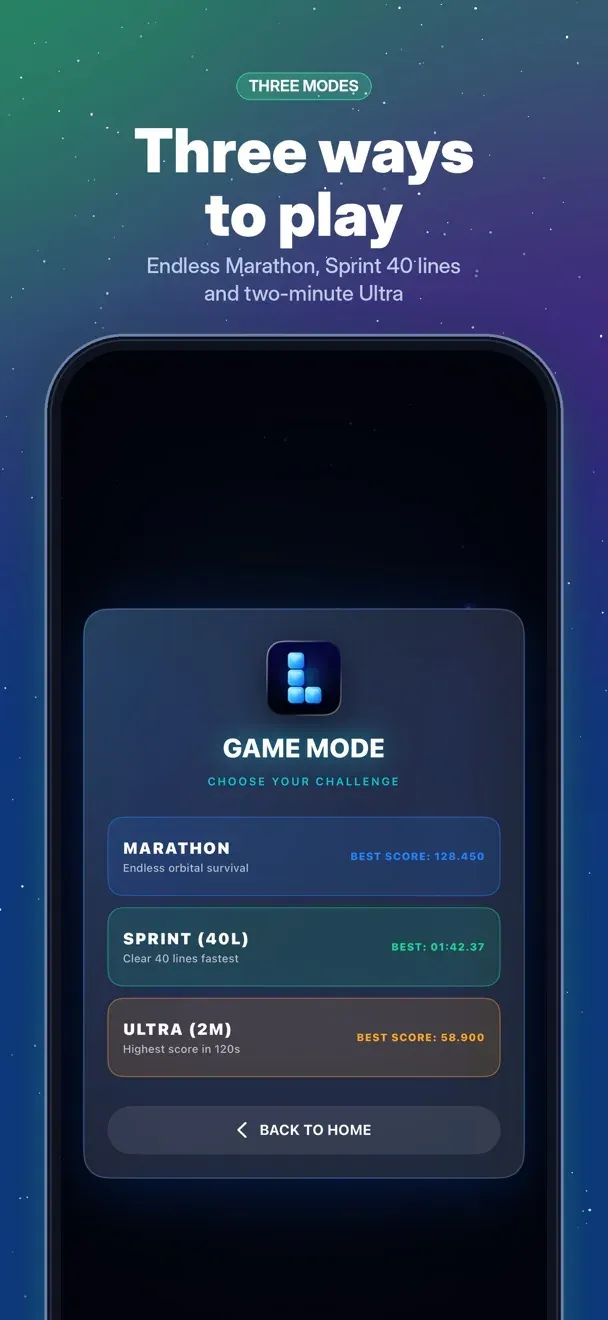 THREE MODES
Three ways
to play
Endless Marathon, Sprint 40 lines
and two-minute Ultra
GAME MODE
CHOOSE YOUR CHALLENGE
MARATHON
Endless orbital survival
BEST SCORE: 128.450
SPRINT (40L)
Clear 40 lines fastest
BEST: 01:42.37
ULTRA (2M)
Highest score in 120s
BEST SCORE: 58.900
BACK TO HOME